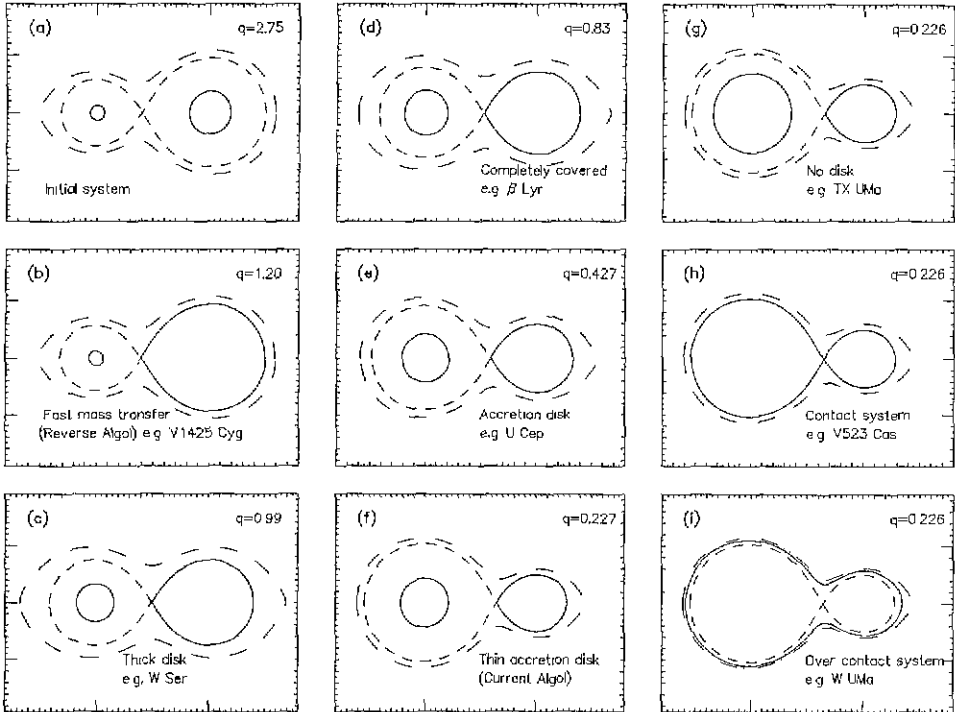 (a)
q=2.75
Initial system
(b)
q=1.20
Fast mass transfer
(Reverse Algol) e.g V1425 Cyg
(c)
q=0.99
Thick disk
e.g, W Ser
(d)
q=0.83
Completely covered
e.g β Lyr
(e)
q=0.427
Accretion disk
e.g. U Cep
(f)
q=0.227
Thin accretion disk
(Current Algol)
(g)
q=0.226
No disk
e g TX UMa
(h)
q=0.226
Contact system
e g V523 Cas
(i)
q=0.226
Over contact system
e g W UMa